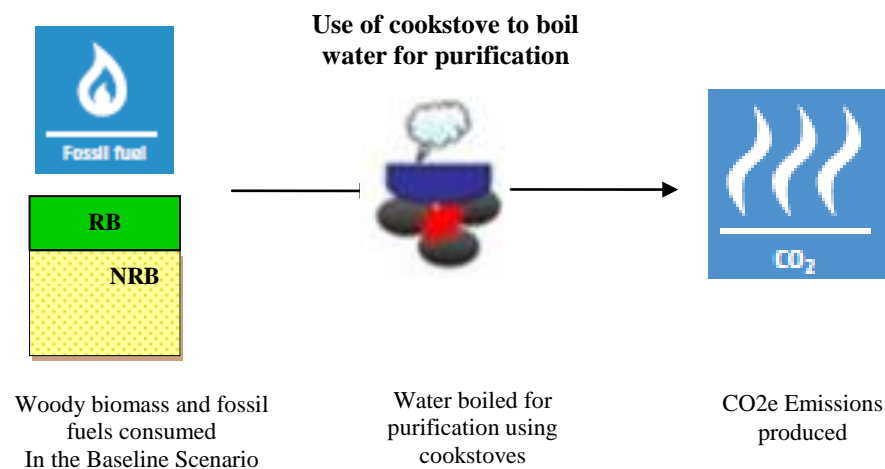 Use of cookstove to boil
water for purification
Fossil fuel
RB
NRB
CO₂
Woody biomass and fossil
fuels consumed
In the Baseline Scenario
Water boiled for
purification using
cookstoves
CO2e Emissions
produced